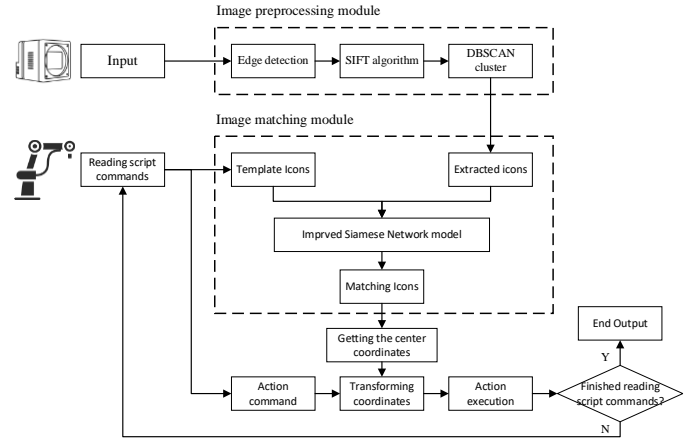 Image preprocessing module
Input
Edge detection
SIFT algorithm
DBSCAN
cluster
Image matching module
Reading script
commands
Template Icons
Extracted icons
Imprved Siamese Network model
Matching Icons
Getting the center
coordinates
End Output
Y
Action
command
Transforming
coordinates
Action
execution
Finished reading
script commands?
N